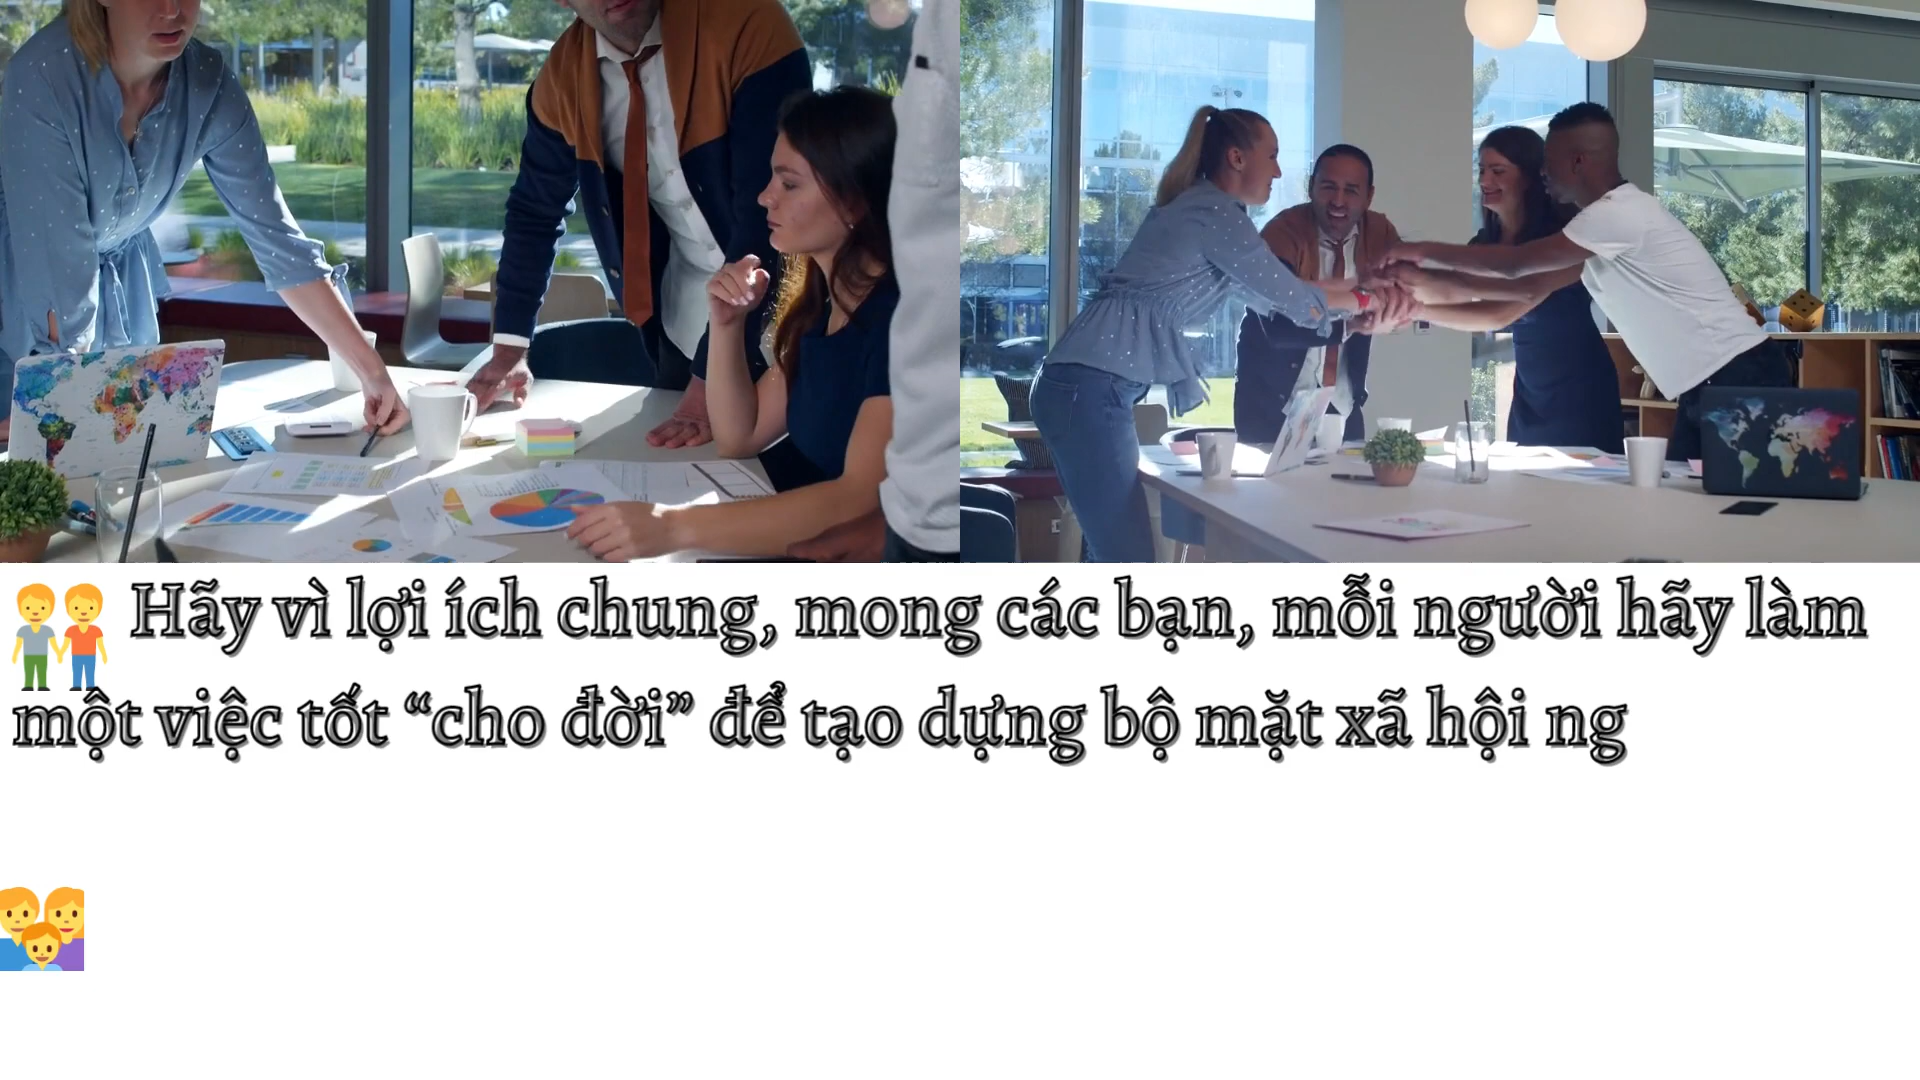 Hãy vì lợi ích chung, mong các bạn, mỗi người hãy làm
một việc tốt “cho đời” để tạo dựng bộ mặt xã hội ng